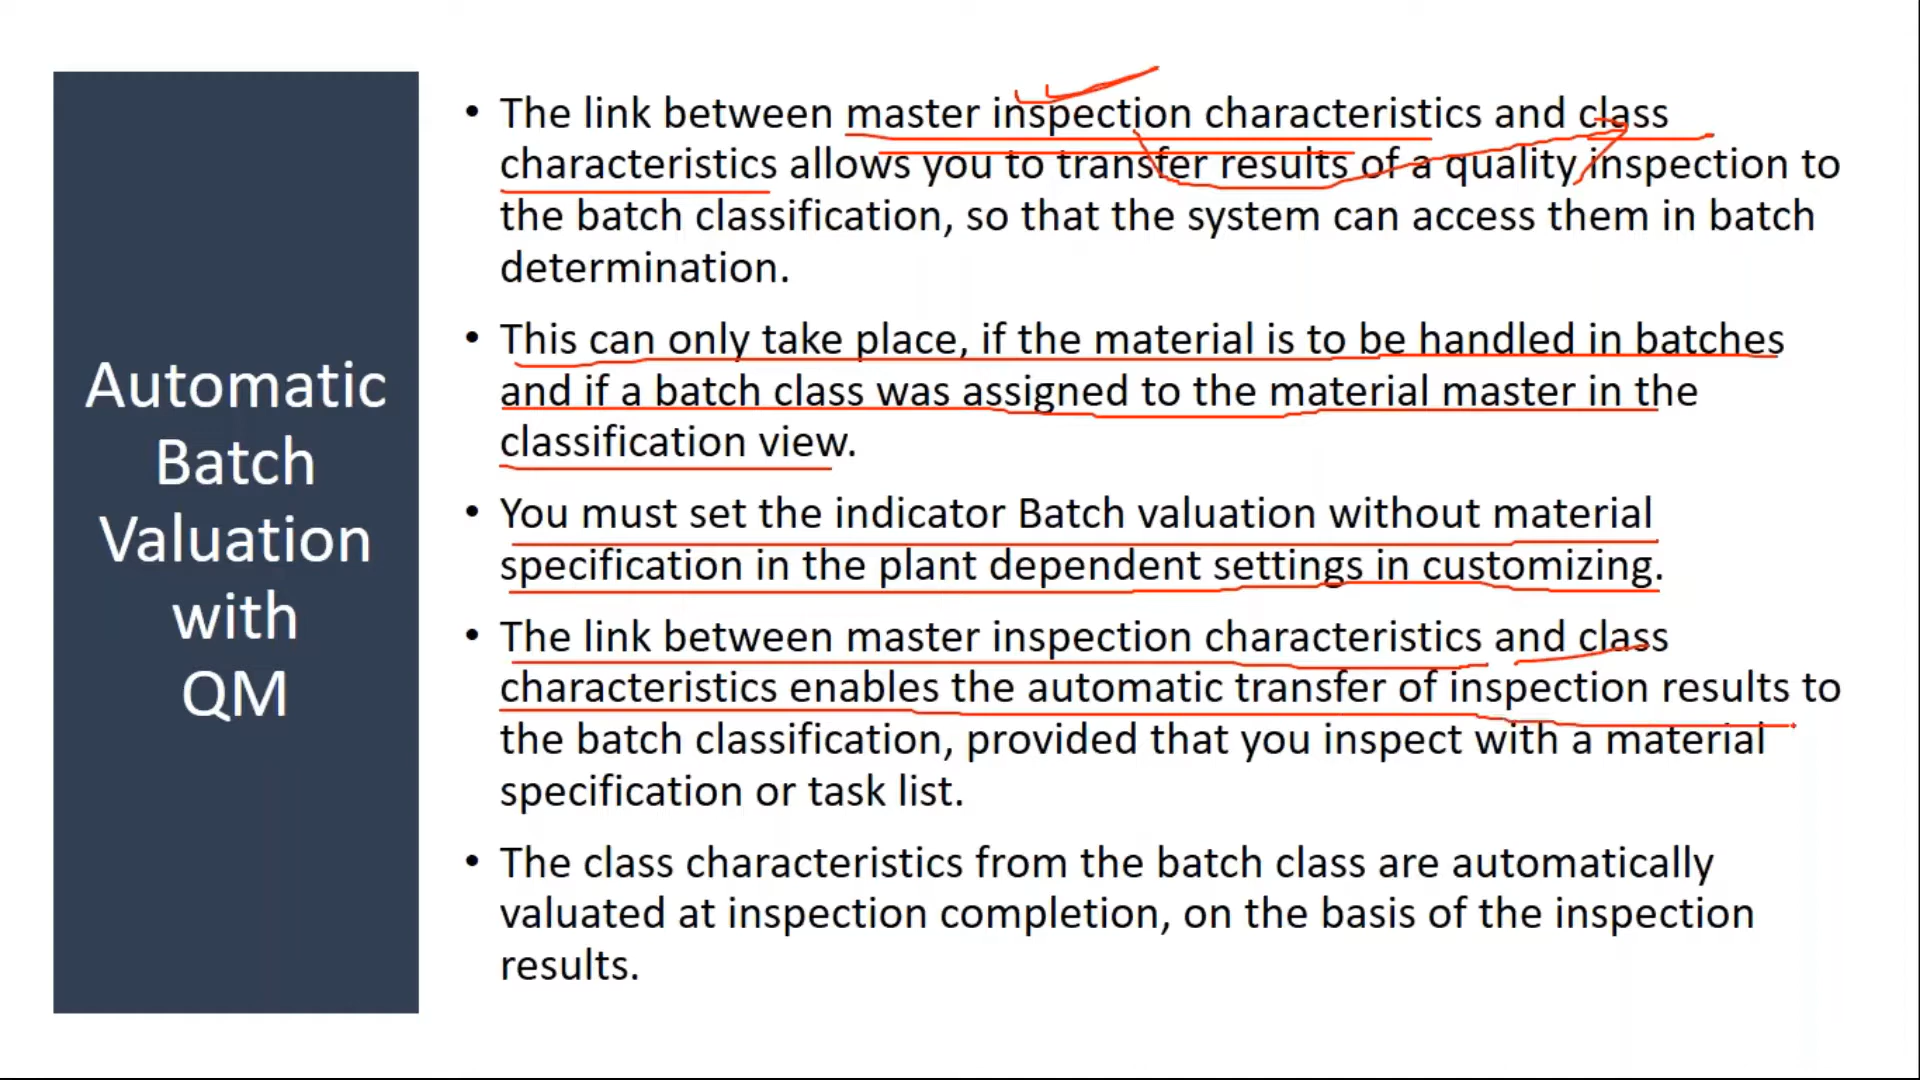 Automatic
Batch
Valuation
with
QM
• The link between master inspection characteristics and class
characteristics allows you to transfer results of a quality inspection to
the batch classification, so that the system can access them in batch
determination.
• This can only take place, if the material is to be handled in batches
and if a batch class was assigned to the material master in the
classification view.
• You must set the indicator Batch valuation without material
specification in the plant dependent settings in customizing.
• The link between master inspection characteristics and class
characteristics enables the automatic transfer of inspection results to
the batch classification, provided that you inspect with a material
specification or task list.
• The class characteristics from the batch class are automatically
valuated at inspection completion, on the basis of the inspection
results.